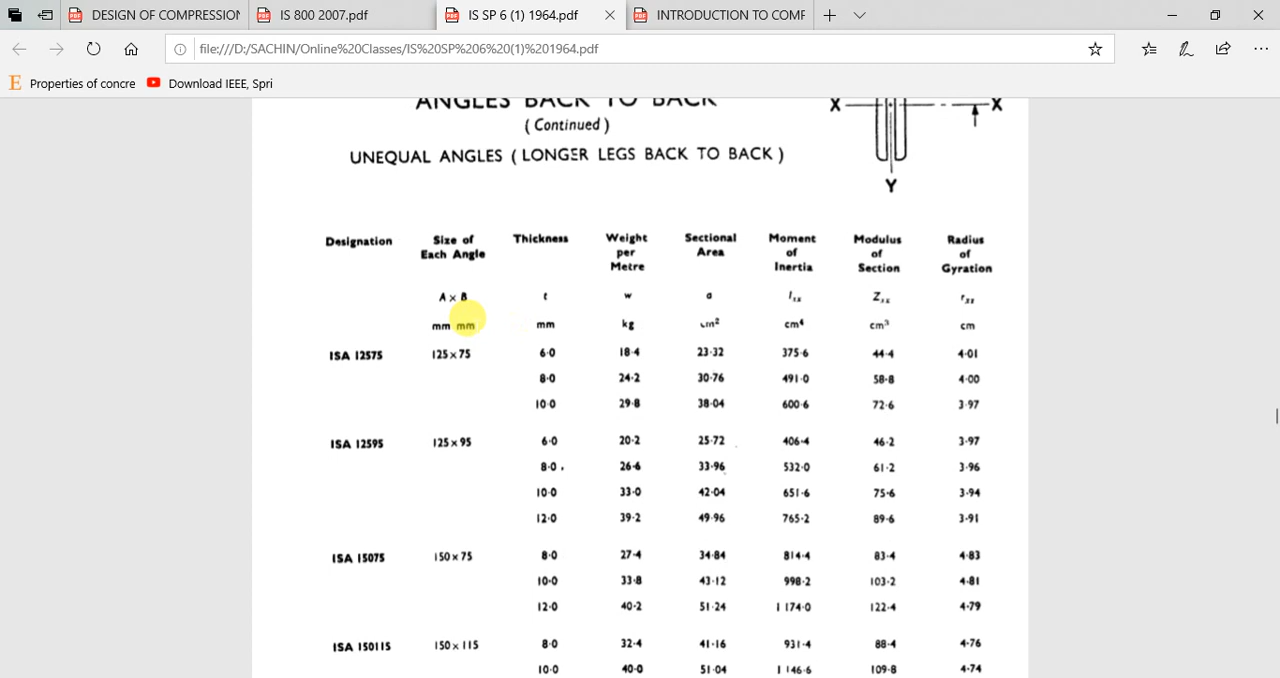 DESIGN OF COMPRESSION
IS 800 2007.pdf
IS SP 6 (1) 1964.pdf
INTRODUCTION TO COMP
file:///D:/SACHIN/Online%20Classes/IS%20SP%206%20(1)%201964.pdf
Properties of concre
Download IEEE, Spri
ANGLES BACK TO BACK
( Continued )
UNEQUAL ANGLES ( LONGER LEGS BACK TO BACK )
X X
Y
Designation Size of Each Angle Thickness Weight per Metre Sectional Area Moment of Inertia Modulus of Section Radius of Gyration
A × B t w a Ixx Zxx rxx
mm mm mm kg cm² cm⁴ cm³ cm
ISA 12575 125×75 6·0 18·4 23·32 375·6 44·4 4·01
8·0 24·2 30·76 491·0 58·8 4·00
10·0 29·8 38·04 600·6 72·6 3·97
ISA 12595 125×95 6·0 20·2 25·72 406·4 46·2 3·97
8·0 26·6 33·96 532·0 61·2 3·96
10·0 33·0 42·04 651·6 75·6 3·94
12·0 39·2 49·96 765·2 89·6 3·91
ISA 15075 150×75 8·0 27·4 34·84 814·4 83·4 4·83
10·0 33·8 43·12 998·2 103·2 4·81
12·0 40·2 51·24 1 174·0 122·4 4·79
ISA 150115 150×115 8·0 32·4 41·16 931·4 88·4 4·76
10·0 40·0 51·04 1 146·6 109·8 4·74